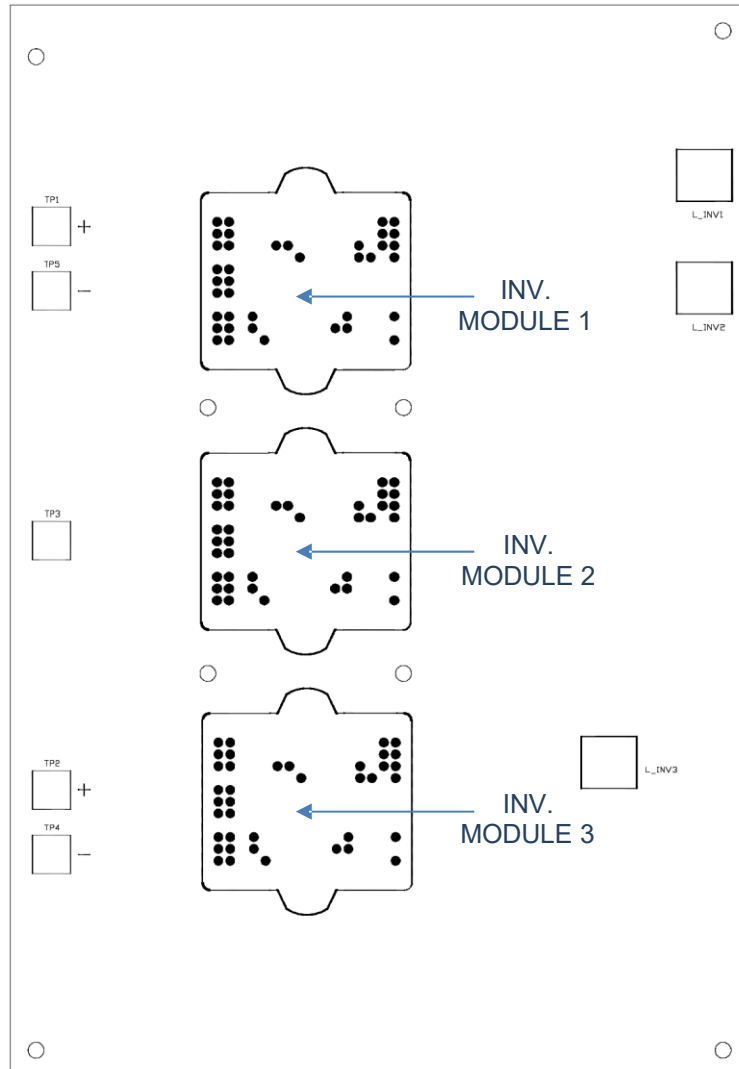 TP1
+
TP5
−
L_INV1
L_INV2
INV.
MODULE 1
TP3
INV.
MODULE 2
TP2
+
TP4
−
L_INV3
INV.
MODULE 3